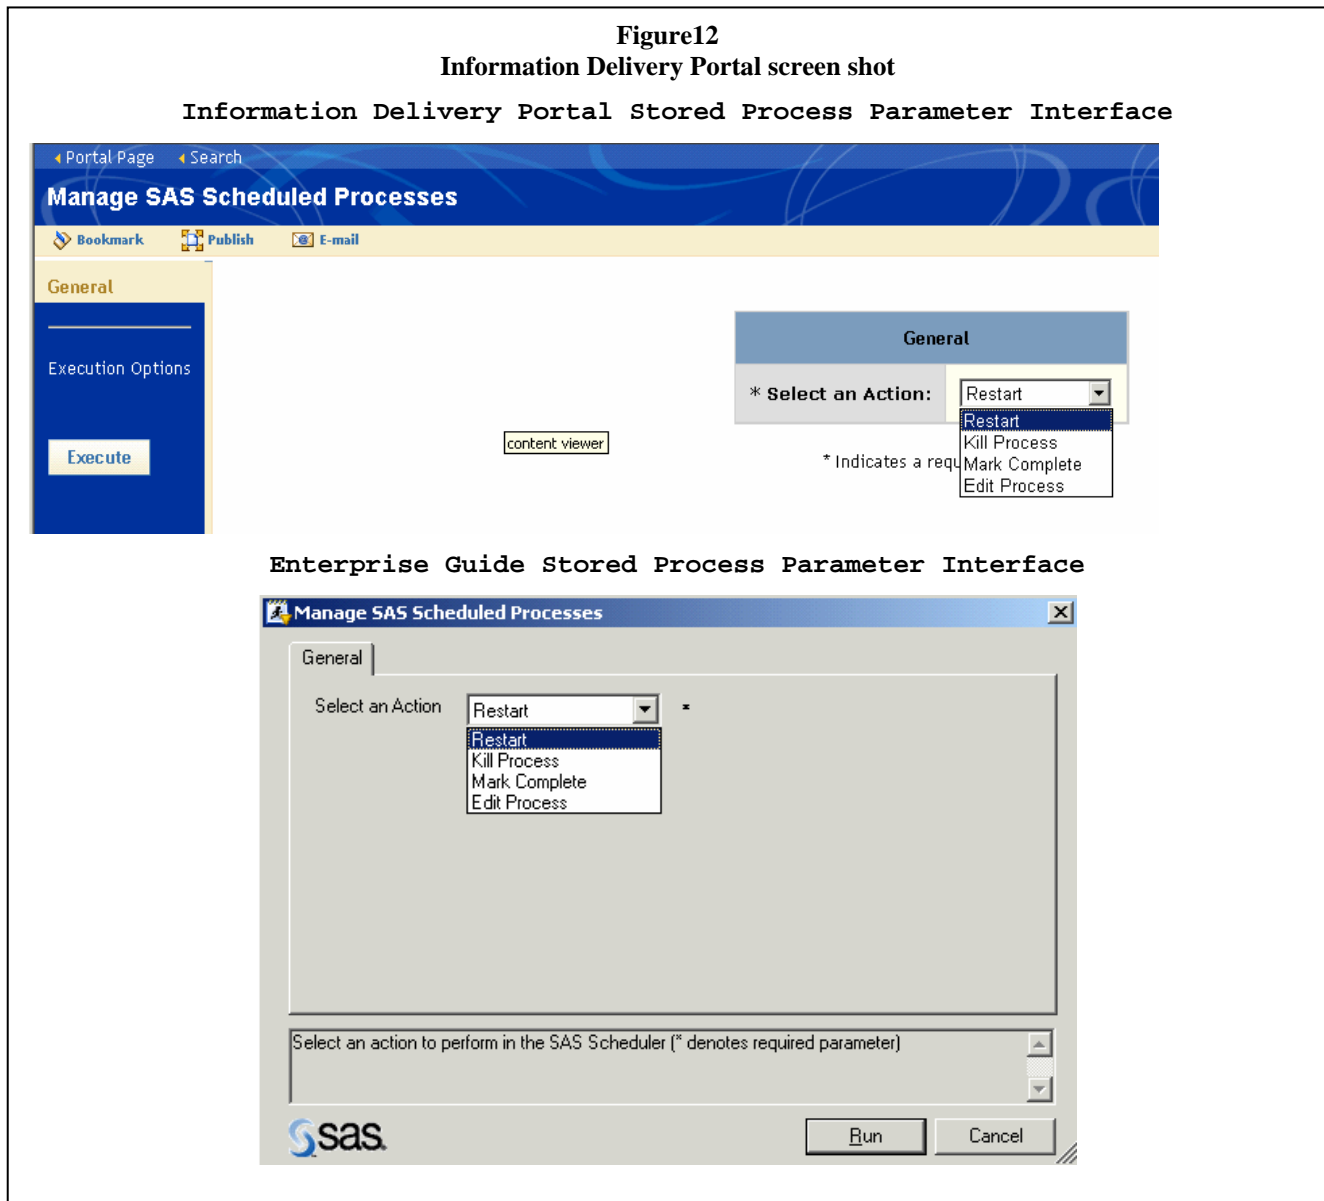 Figure12
Information Delivery Portal screen shot
Information Delivery Portal Stored Process Parameter Interface
Portal Page Search
Manage SAS Scheduled Processes
Bookmark Publish E-mail
General
Execution Options
Execute
content viewer
General
* Select an Action: Restart
Restart
Kill Process
Mark Complete
Edit Process
* Indicates a requ
Enterprise Guide Stored Process Parameter Interface
Manage SAS Scheduled Processes
General
Select an Action Restart *
Restart
Kill Process
Mark Complete
Edit Process
Select an action to perform in the SAS Scheduler (* denotes required parameter)
sas.
Run Cancel